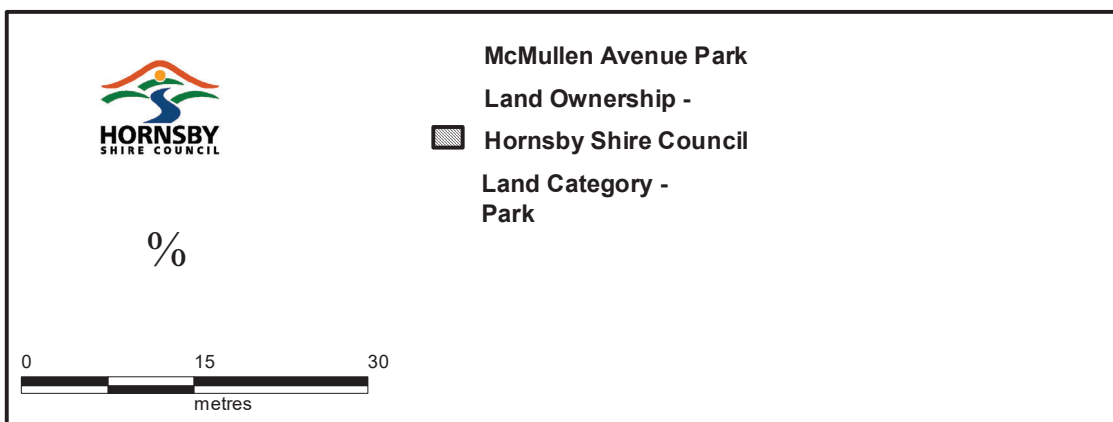 HORNSBY
SHIRE COUNCIL
McMullen Avenue Park
Land Ownership -
Hornsby Shire Council
Land Category -
Park
%
0 15 30
metres